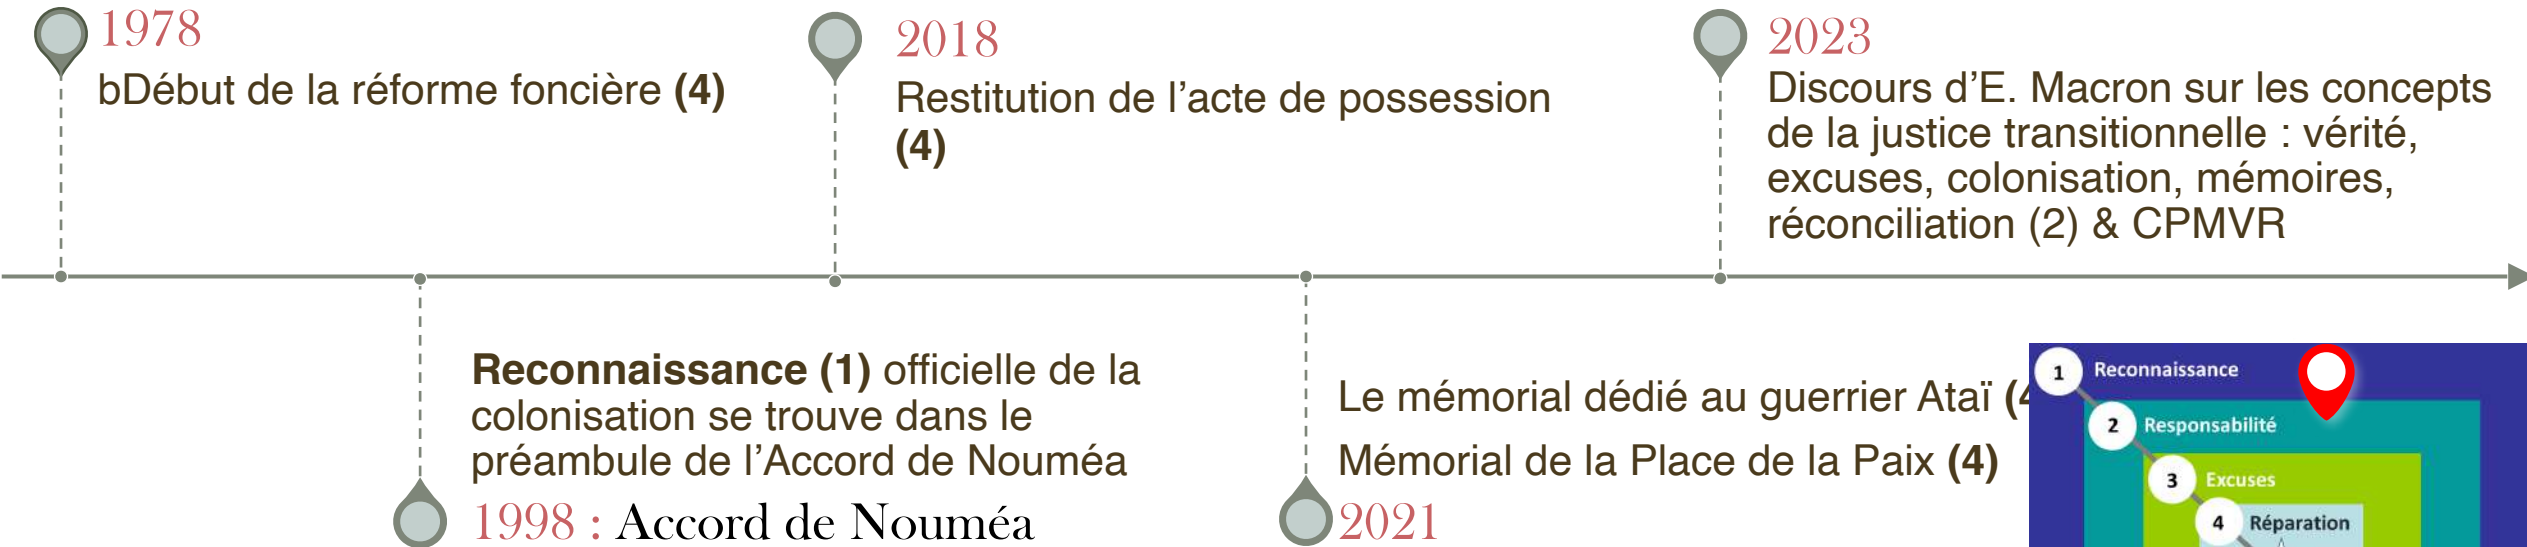 1978
bDébut de la réforme foncière (4)
2018
Restitution de l’acte de possession
(4)
2023
Discours d’E. Macron sur les concepts
de la justice transitionnelle : vérité,
excuses, colonisation, mémoires,
réconciliation (2) & CPMVR
Reconnaissance (1) officielle de la
colonisation se trouve dans le
préambule de l’Accord de Nouméa
1998 : Accord de Nouméa
Le mémorial dédié au guerrier Ataï (4
Mémorial de la Place de la Paix (4)
2021
1 Reconnaissance
2 Responsabilité
3 Excuses
4 Réparation